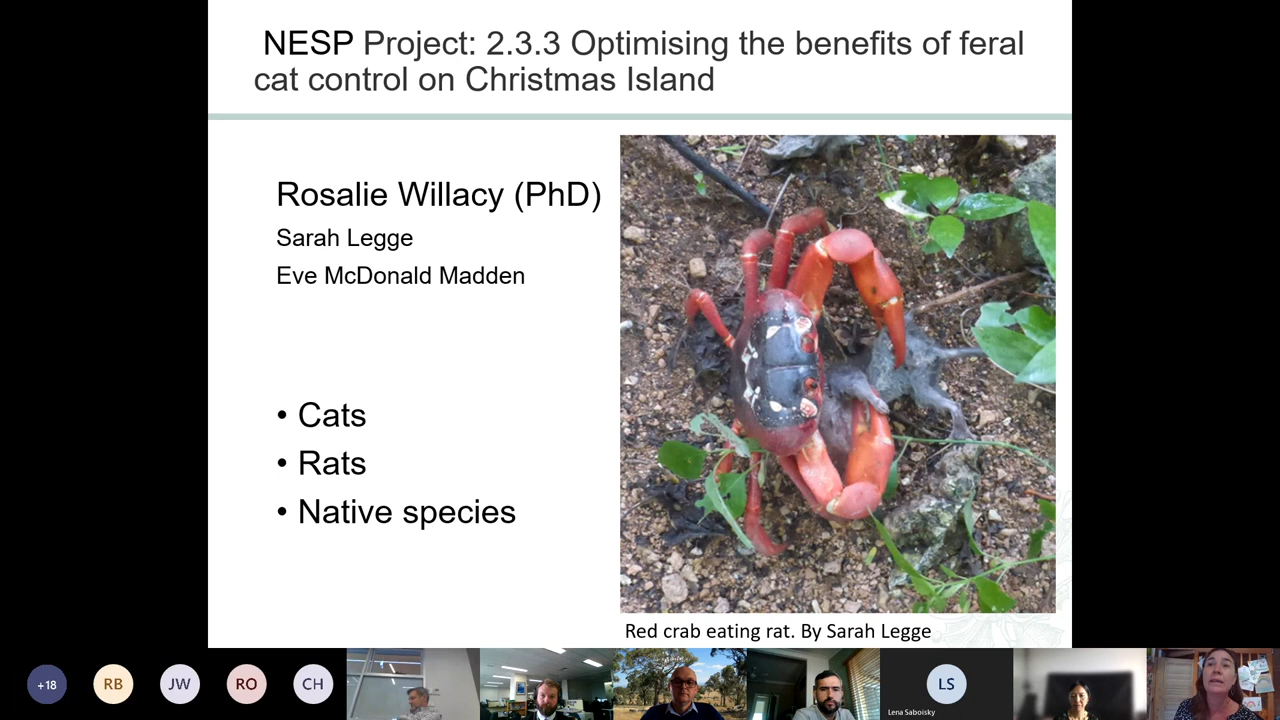 NESP Project: 2.3.3 Optimising the benefits of feral
cat control on Christmas Island
Rosalie Willacy (PhD)
Sarah Legge
Eve McDonald Madden
• Cats
• Rats
• Native species
Red crab eating rat. By Sarah Legge
+18
RB
JW
RO
CH
LS
Lena Saboisky